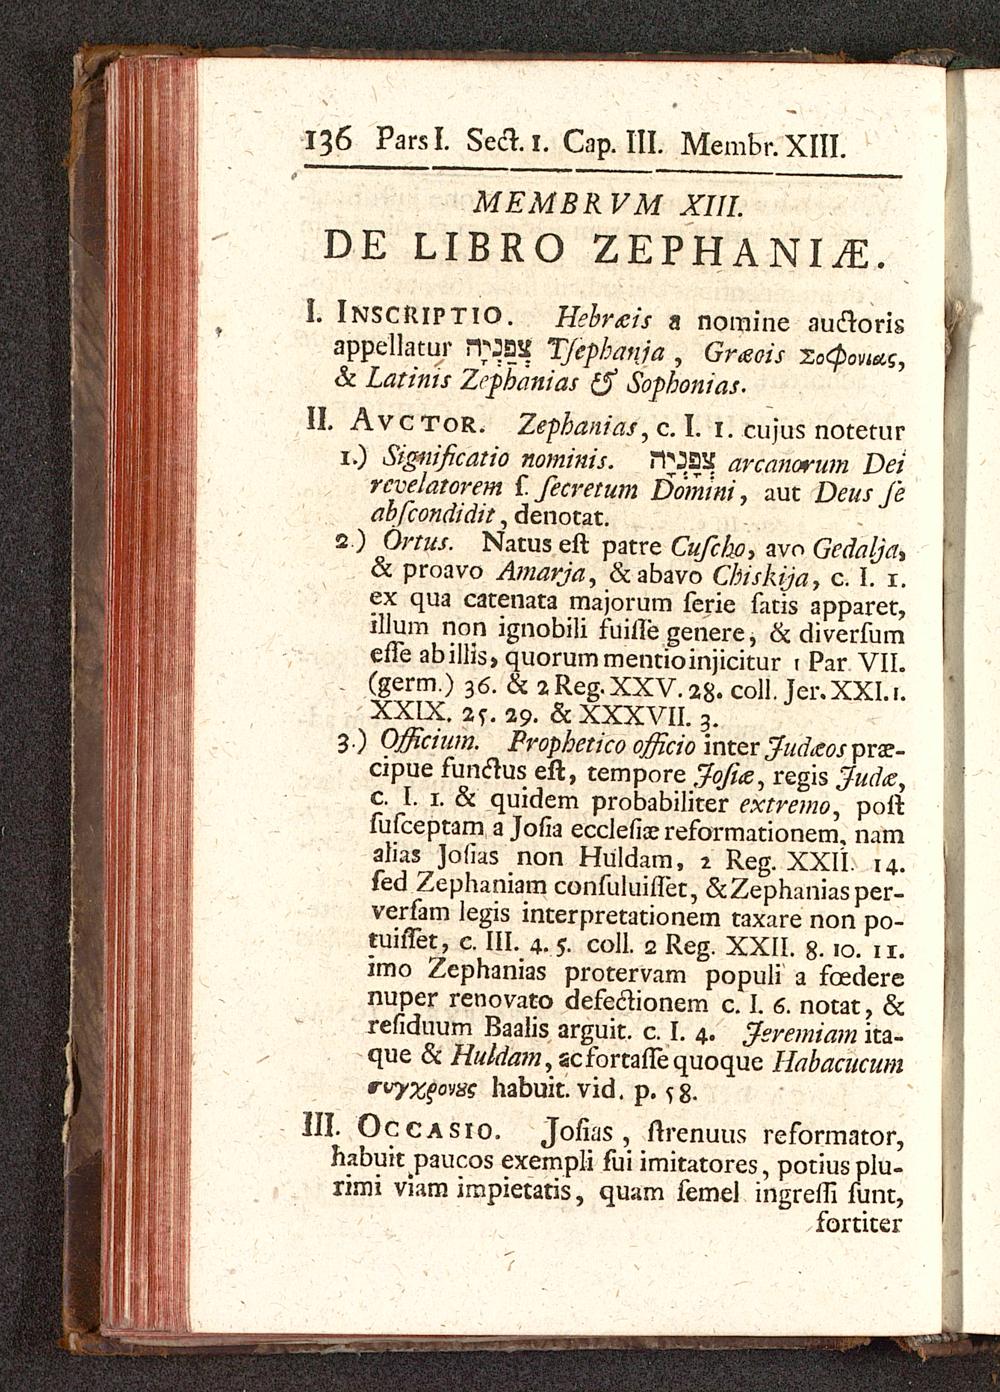 136 Pars I. Sect. 1. Cap. III. Membr. XIII.
MEMBRVM XIII.
DE LIBRO ZEPHANIÆ.
I. INSCRIPTIO. Hebræis a nomine auctoris
appellatur צְפַנְיָה Tſephanja, Græcis Σοφονιας,
& Latinis Zephanias & Sophonias.
II. AVCTOR. Zephanias, c. I. 1. cujus notetur
1.) Significatio nominis. צְפַנְיָה arcanorum Dei
revelatorem ſ. ſecretum Domini, aut Deus ſe
abſcondidit, denotat.
2.) Ortus. Natus eſt patre Cuſcho, avo Gedalja,
& proavo Amarja, & abavo Chiskija, c. I. 1.
ex qua catenata majorum ſerie ſatis apparet,
illum non ignobili fuiſſe genere, & diverſum
eſſe ab illis, quorum mentio injicitur 1 Par. VII.
(germ.) 36. & 2 Reg. XXV. 28. coll. Jer. XXI. 1.
XXIX. 25. 29. & XXXVII. 3.
3.) Officium. Prophetico officio inter Judæos præ-
cipue functus eſt, tempore Joſiæ, regis Judæ,
c. I. 1. & quidem probabiliter extremo, poſt
ſuſceptam a Joſia eccleſiæ reformationem, nam
alias Joſias non Huldam, 2 Reg. XXII. 14.
ſed Zephaniam conſuluiſſet, & Zephanias per-
verſam legis interpretationem taxare non po-
tuiſſet, c. III. 4. 5. coll. 2 Reg. XXII. 8. 10. 11.
imo Zephanias protervam populi a fœdere
nuper renovato defectionem c. I. 6. notat, &
reſiduum Baalis arguit. c. I. 4. Jeremiam ita-
que & Huldam, ac fortaſſe quoque Habacucum
συγχρονȣς habuit. vid. p. 58.
III. OCCASIO. Joſias, ſtrenuus reformator,
habuit paucos exempli ſui imitatores, potius plu-
rimi viam impietatis, quam ſemel ingreſſi ſunt,
fortiter